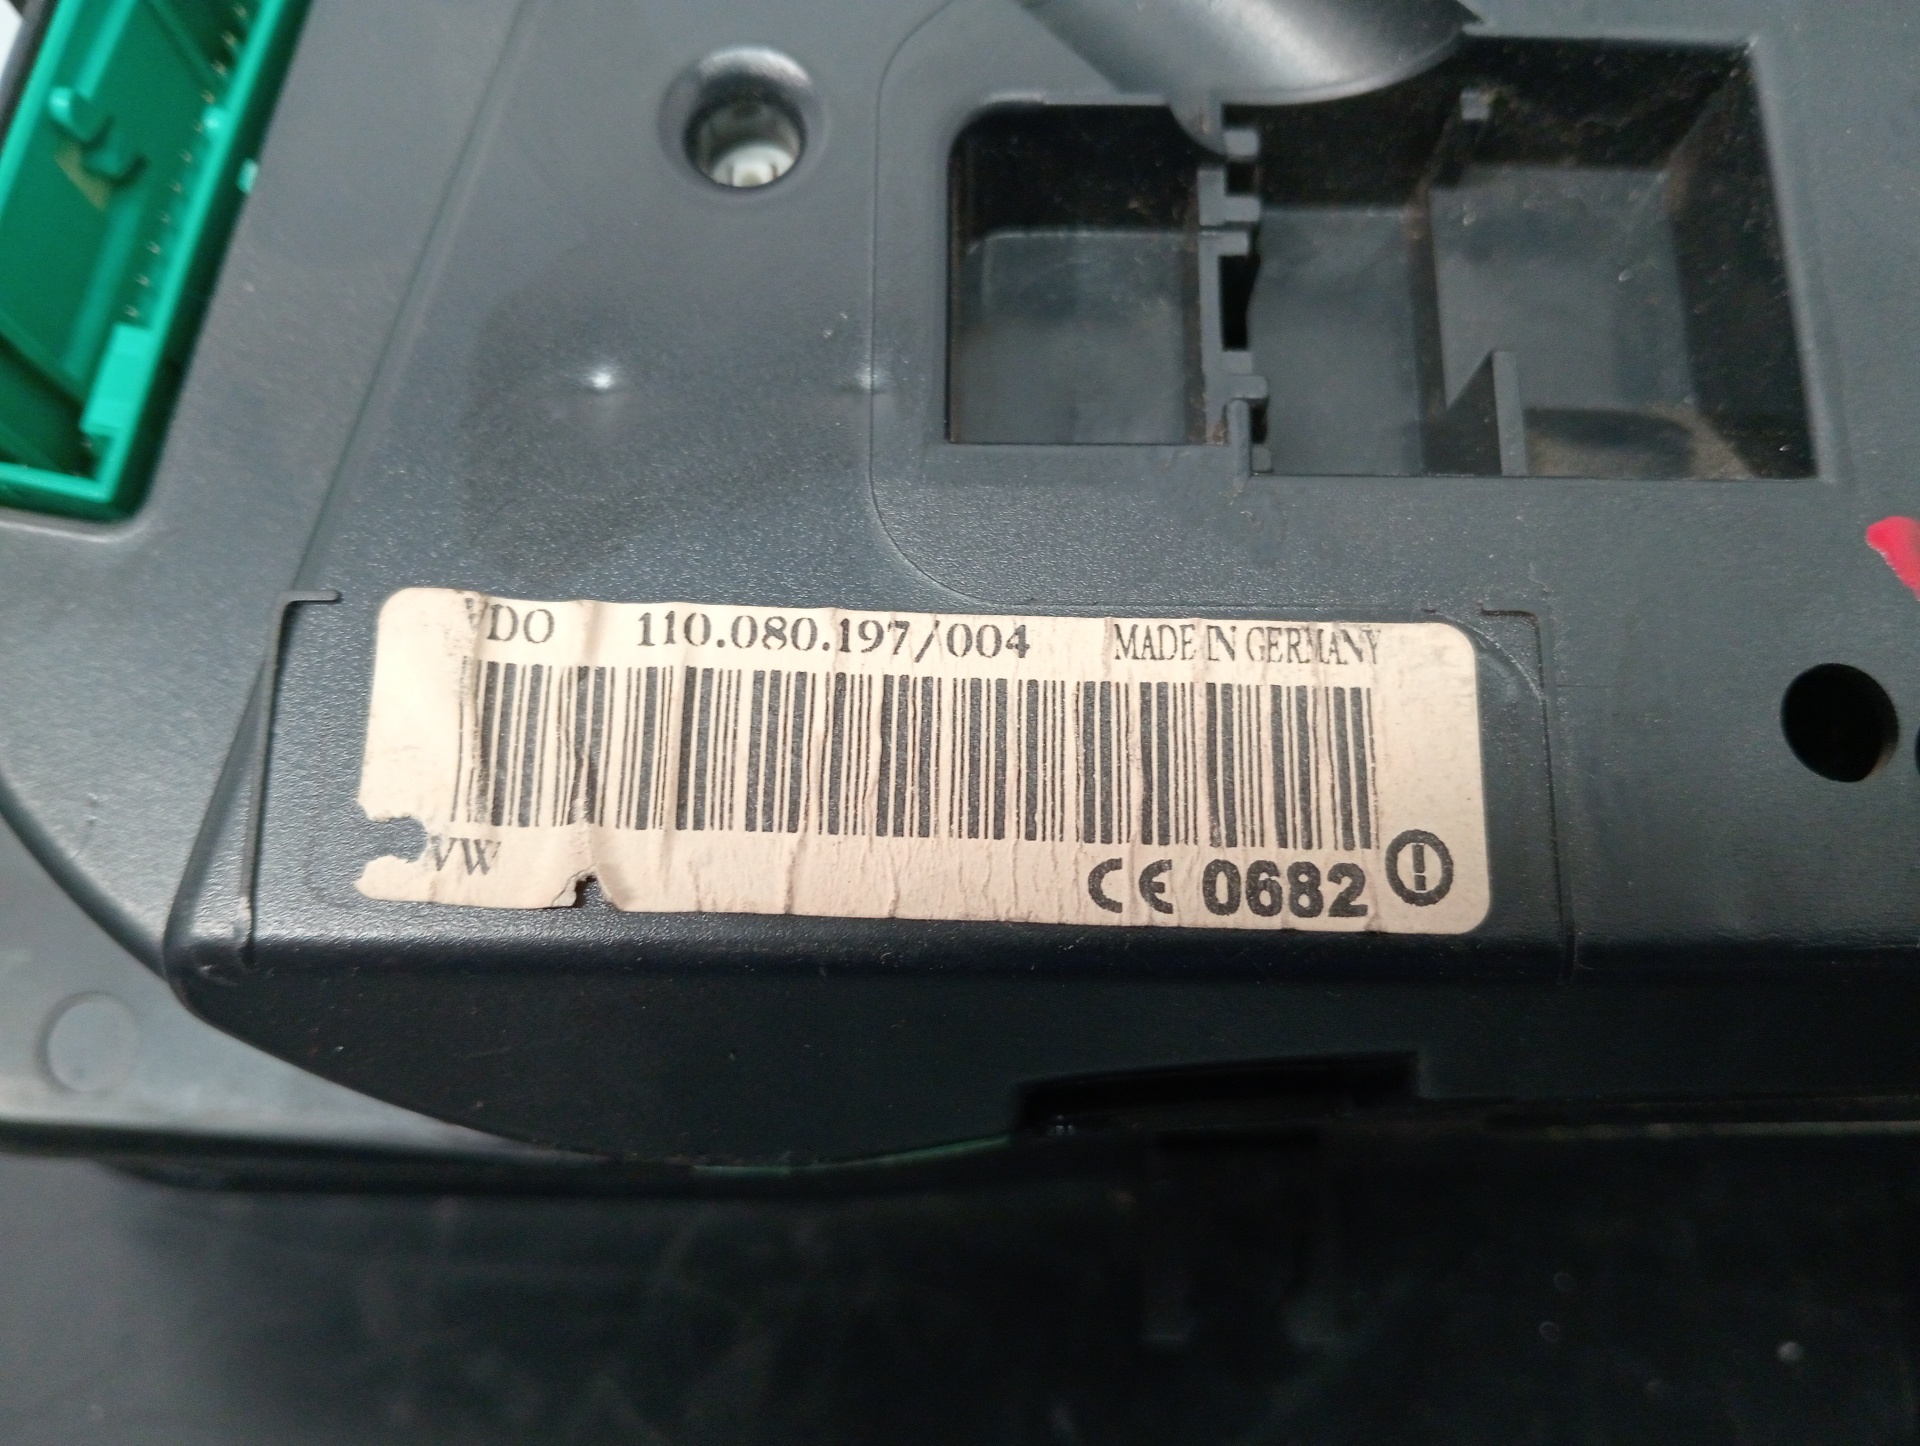 VDO 110.080.197/004 MADE IN GERMANY
VW
CE 0682